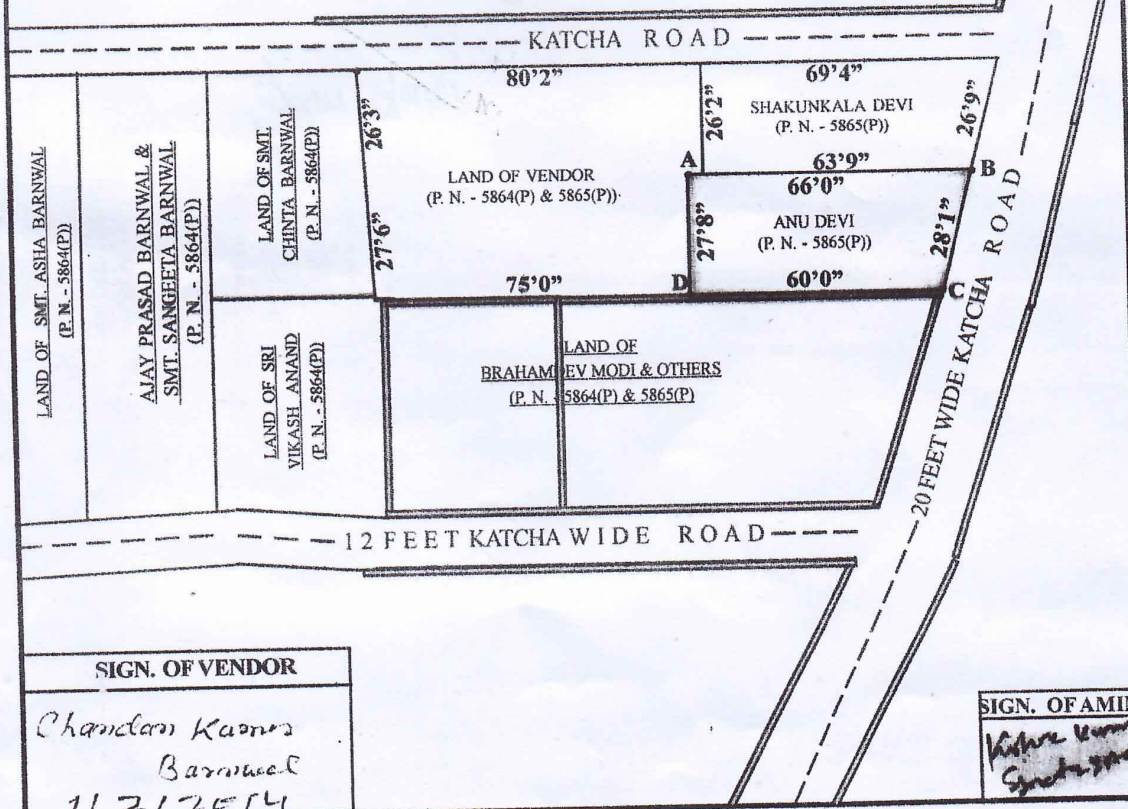 KATCHA ROAD
80’2”
69’4”
26’3”
26’2”
SHAKUNKALA DEVI
(P. N. - 5865(P))
26’9”
LAND OF SMT. ASHA BARNWAL
(P. N. - 5864(P))
AJAY PRASAD BARNWAL &
SMT. SANGEETA BARNWAL
(P. N. - 5864(P))
LAND OF SMT.
CHINTA BARNWAL
(P. N. - 5864(P))
LAND OF VENDOR
(P. N. - 5864(P) & 5865(P))
A
63’9”
B
66’0”
ANU DEVI
(P. N. - 5865(P))
27’6”
27’8”
28’1”
75’0”
D
60’0”
C
LAND OF SRI
VIKASH ANAND
(P. N. - 5864(P))
LAND OF
BRAHAMDEV MODI & OTHERS
(P. N. 5864(P) & 5865(P)
20 FEET WIDE KATCHA ROAD
12 FEET KATCHA WIDE ROAD
SIGN. OF VENDOR
Chandan Kumar
Barnwal
SIGN. OF AMI